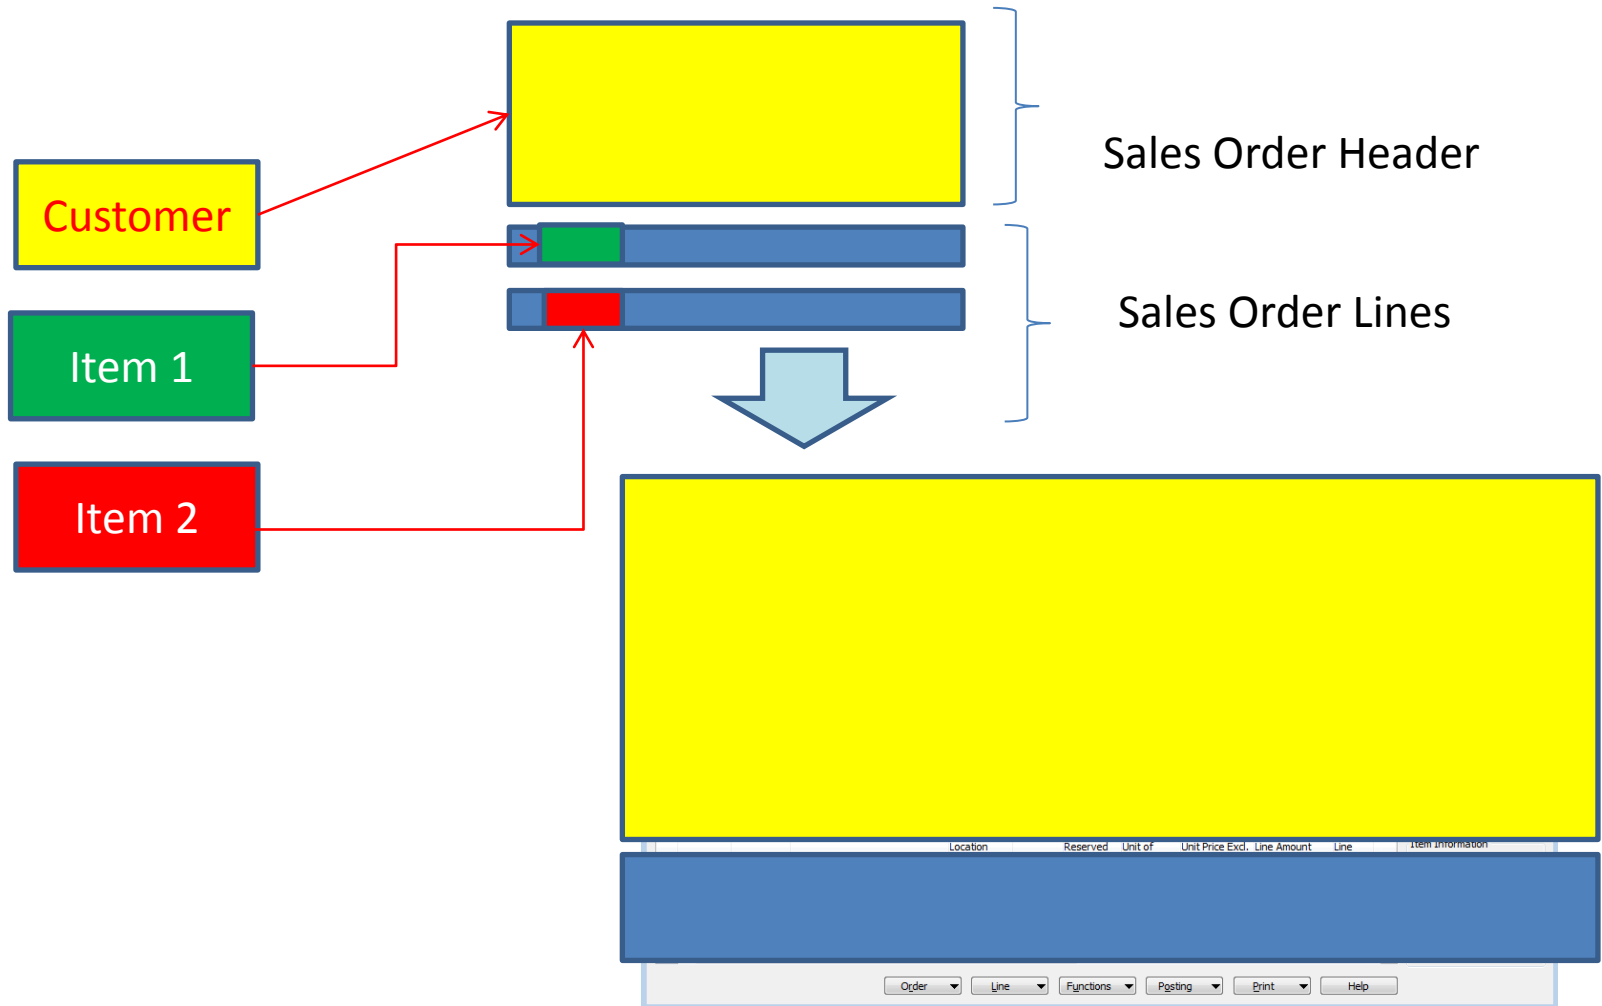 Sales Order Header
Customer
Sales Order Lines
Item 1
Item 2
Location Reserved Unit of Unit Price Excl. Line Amount Line Item Information
Order Line Functions Posting Print Help